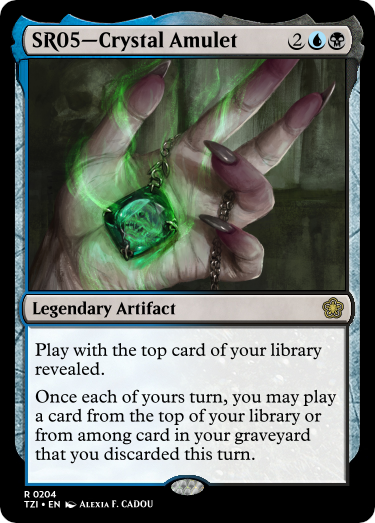 SR05—Crystal Amulet 2
Legendary Artifact
Play with the top card of your library
revealed.
Once each of yours turn, you may play
a card from the top of your library or
from among card in your graveyard
that you discarded this turn.
R 0204
TZI • EN Alexia F. CADOU